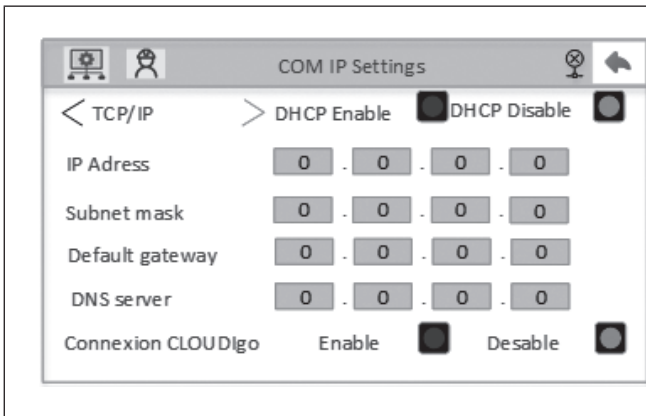 COM IP Settings
TCP/IP DHCP Enable DHCP Disable
IP Adress 0 . 0 . 0 . 0
Subnet mask 0 . 0 . 0 . 0
Default gateway 0 . 0 . 0 . 0
DNS server 0 . 0 . 0 . 0
Connexion CLOUDIgo Enable Desable